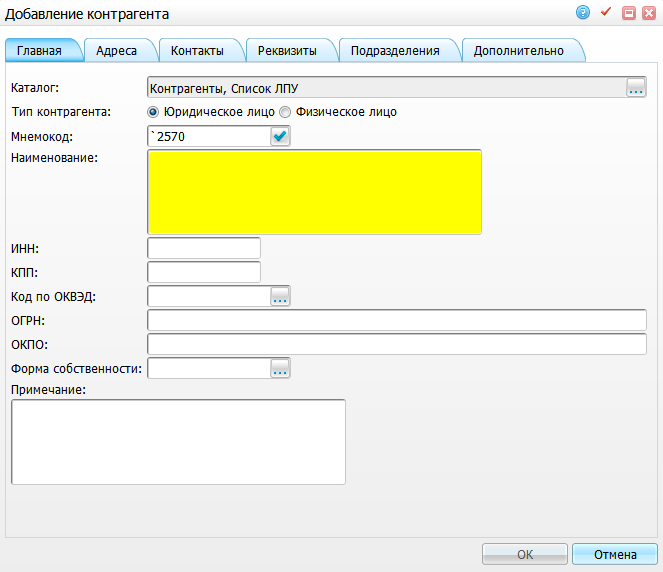 Добавление контрагента
Главная Адреса Контакты Реквизиты Подразделения Дополнительно
Каталог: Контрагенты, Список ЛПУ ...
Тип контрагента: Юридическое лицо Физическое лицо
Мнемокод: `2570
Наименование:
ИНН:
КПП:
Код по ОКВЭД: ...
ОГРН:
ОКПО:
Форма собственности: ...
Примечание:
ОК Отмена